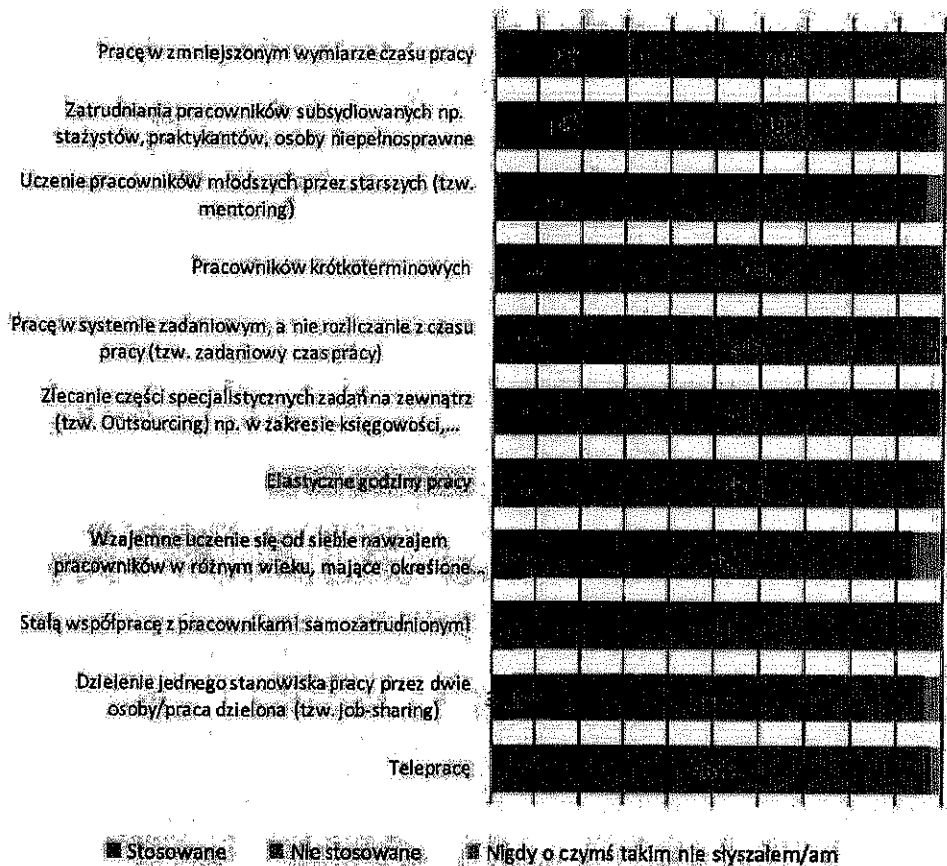 Pracę w zmniejszonym wymiarze czasu pracy
Zatrudniania pracowników subsydiowanych np.
stażystów, praktykantów, osoby niepełnosprawne
Uczenie pracowników młodszych przez starszych (tzw.
mentoring)
Pracowników krótkoterminowych
Pracę w systemie zadaniowym, a nie rozliczanie z czasu
pracy (tzw. zadaniowy czas pracy)
Zlecanie części specjalistycznych zadań na zewnątrz
(tzw. Outsourcing) np. w zakresie księgowości,...
Elastyczne godziny pracy
Wzajemne uczenie się od siebie nawzajem
pracowników w różnym wieku, mające określone...
Stałą współpracę z pracownikami samozatrudnionymi
Dzielenie jednego stanowiska pracy przez dwie
osoby/praca dzielona (tzw. job-sharing)
Telepracę
Stosowane Nie stosowane Nigdy o czymś takim nie słyszałem/am